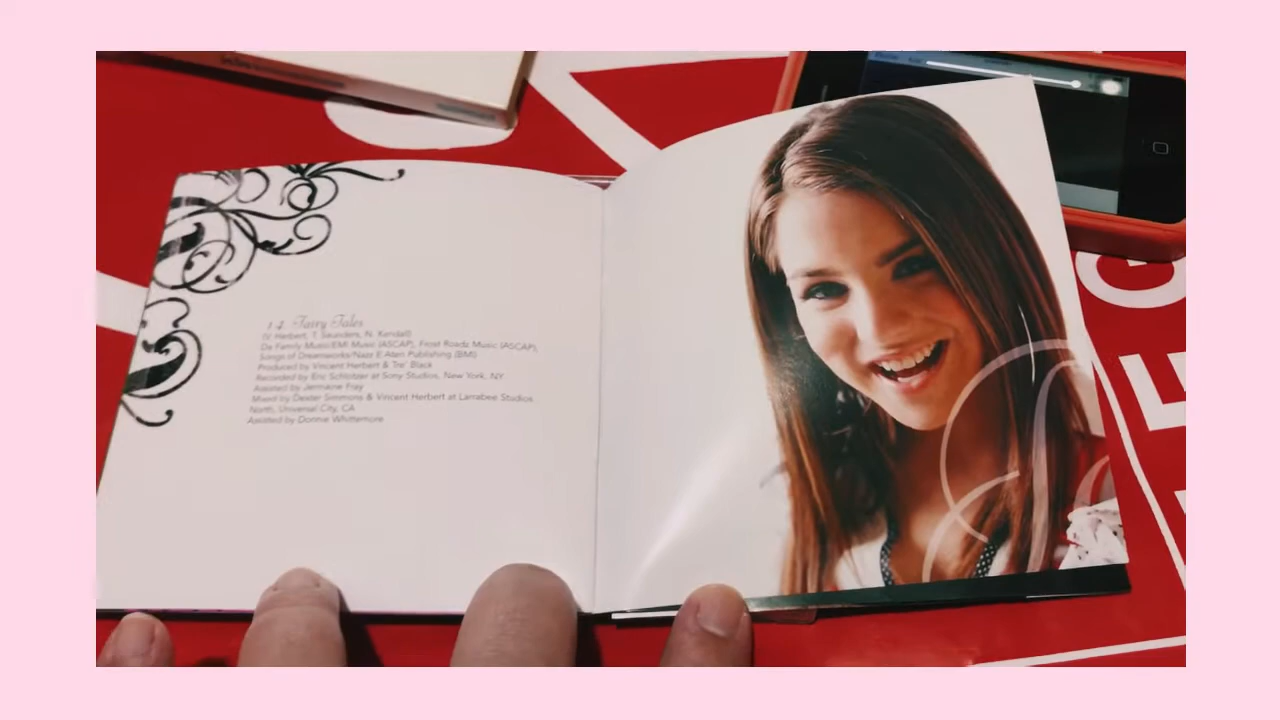 14. Fairy Tales
(V. Herbert, T. Saunders, N. Kendall)
Da Family Music/EMI Music (ASCAP), Frost Roadz Music (ASCAP),
Songs of Dreamworks/Nazz E Aten Publishing (BMI)
Produced by Vincent Herbert & Tre' Black
Recorded by Eric Schlotzer at Sony Studios, New York, NY
Assisted by Jermaine Fray
Mixed by Dexter Simmons & Vincent Herbert at Larrabee Studios
North, Universal City, CA
Assisted by Donnie Whittemore
G
E